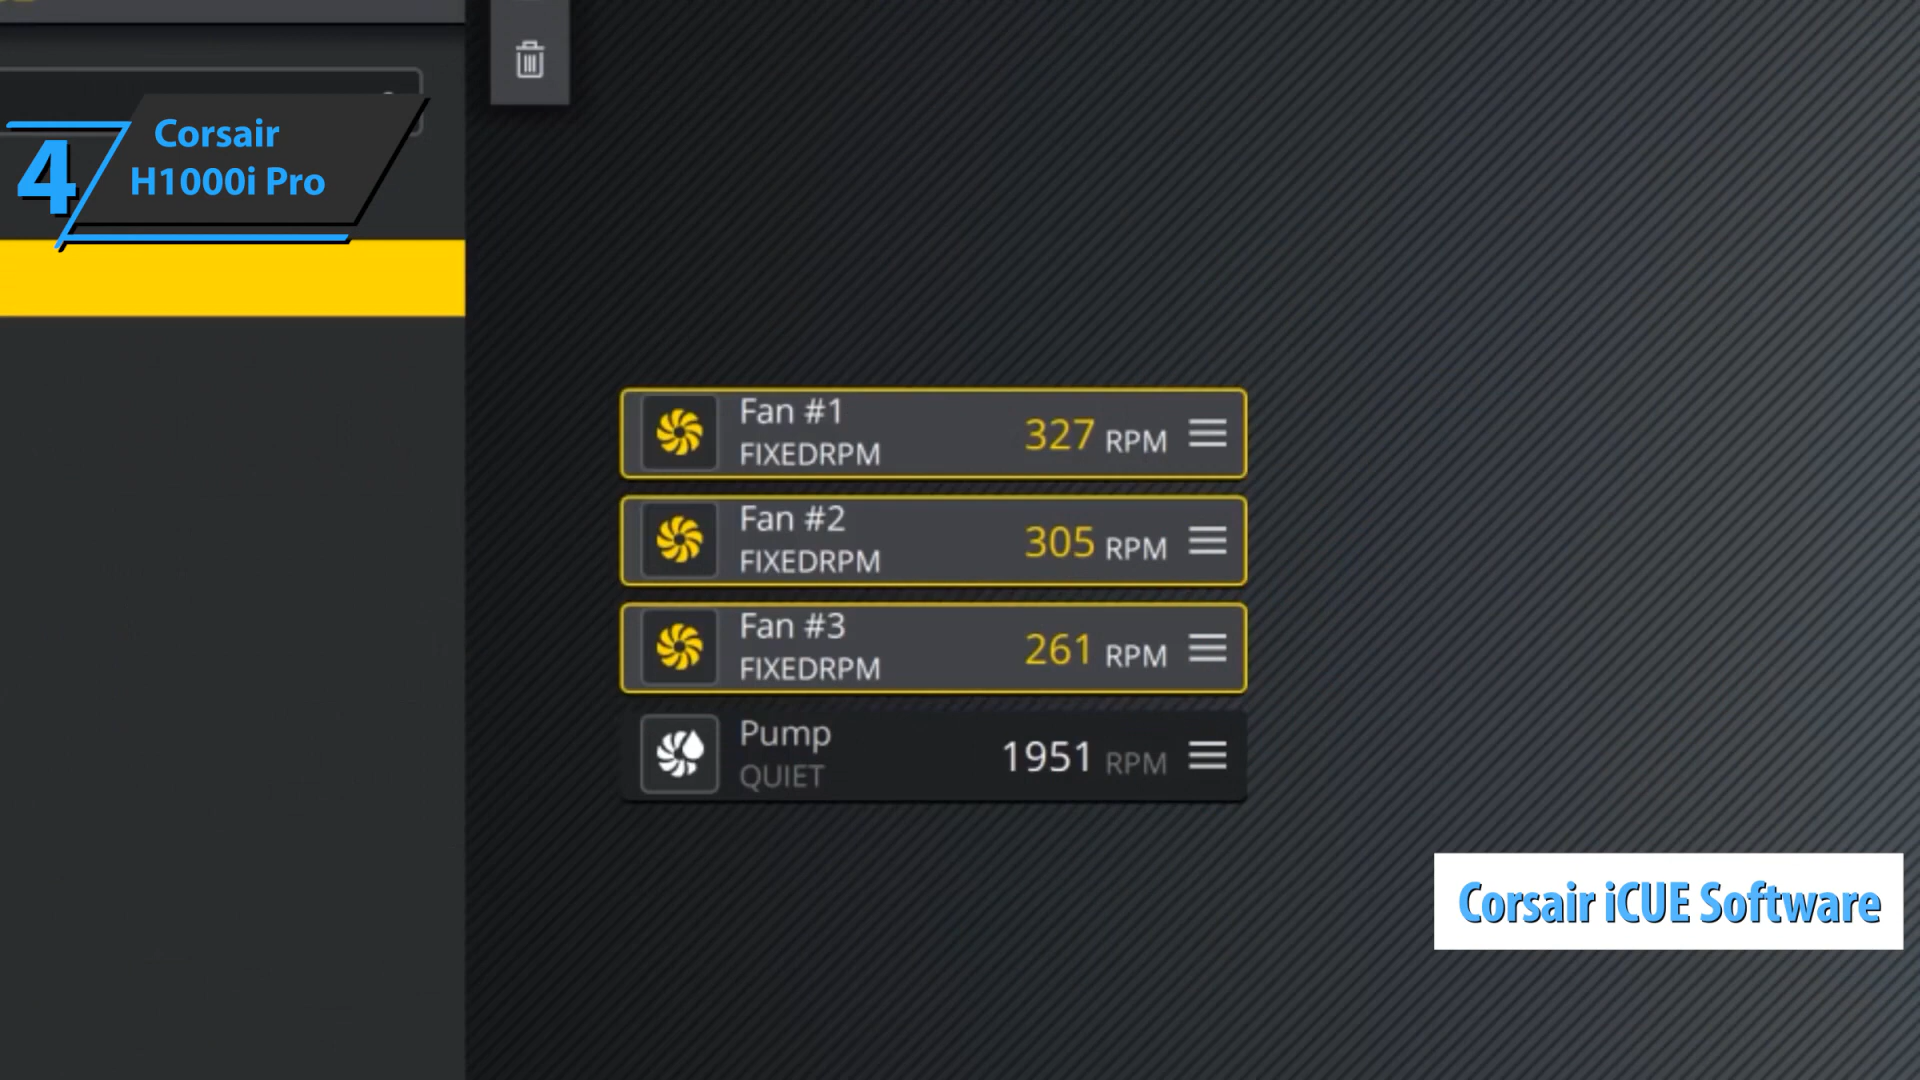 4
Corsair
H1000i Pro
Fan #1
FIXEDRPM
327 RPM
Fan #2
FIXEDRPM
305 RPM
Fan #3
FIXEDRPM
261 RPM
Pump
QUIET
1951 RPM
Corsair iCUE Software